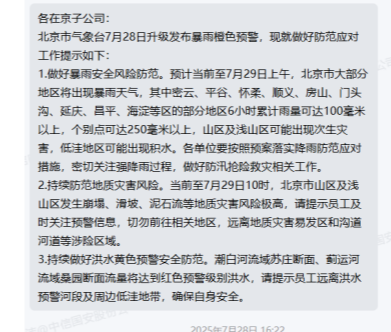 各在京子公司：
北京市气象台7月28日升级发布暴雨橙色预警，现就做好防范应对
工作提示如下：
1.做好暴雨安全风险防范。预计当前至7月29日上午，北京市大部分
地区将出现暴雨天气，其中密云、平谷、怀柔、顺义、房山、门头
沟、延庆、昌平、海淀等区的部分地区6小时累计雨量可达100毫米
以上，个别点可达250毫米以上，山区及浅山区可能出现次生灾
害，低洼地区可能出现积水。各单位要按照预案落实降雨防范应对
措施，密切关注强降雨过程，做好防汛抢险救灾相关工作。
2.持续防范地质灾害风险。当前至7月29日10时，北京市山区及浅
山区发生崩塌、滑坡、泥石流等地质灾害风险极高，请提示员工及
时关注预警信息，切勿前往相关地区，远离地质灾害易发区和沟道
河道等涉险区域。
3.持续做好洪水黄色预警安全防范。潮白河流域苏庄断面、蓟运河
流域桑园断面流量将达到红色预警级别洪水，请提示员工远离洪水
预警河段及周边低洼地带，确保自身安全。
2025年7月28日 16:22